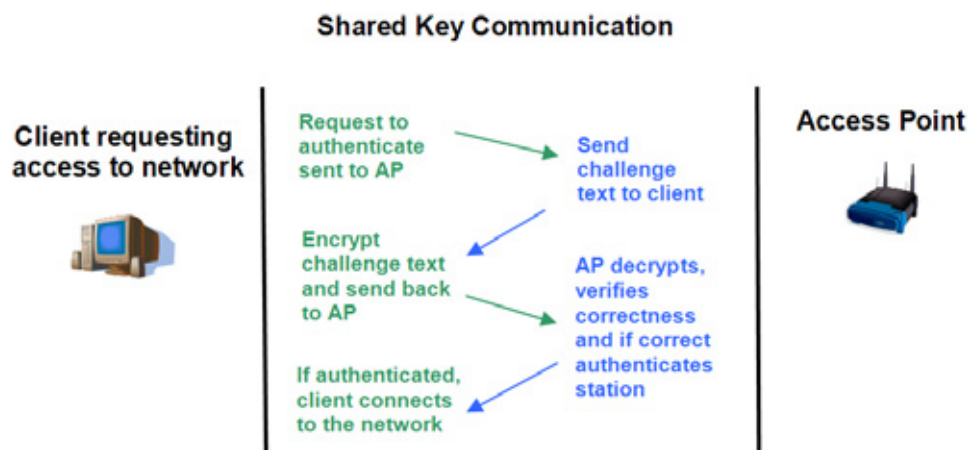 Shared Key Communication
Client requesting
access to network
Request to
authenticate
sent to AP
Send
challenge
text to client
Access Point
Encrypt
challenge text
and send back
to AP
AP decrypts,
verifies
correctness
and if correct
authenticates
station
If authenticated,
client connects
to the network